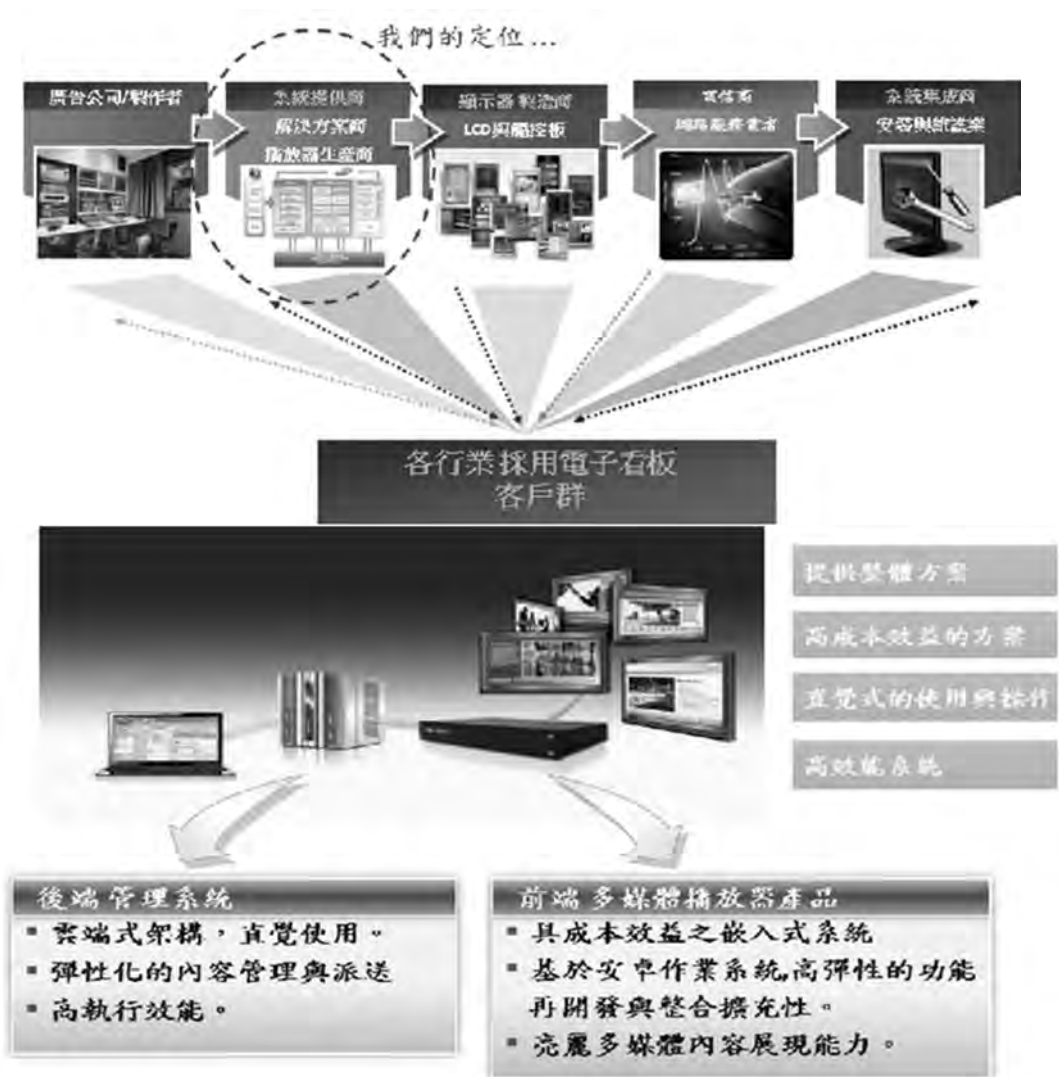 我們的定位...
廣告公司/製作者
系統提供商
解決方案商
播放器生產商
顯示器製造商
LCD與觸控板
電信商
網路服務業者
系統集成商
安裝與維護業
各行業採用電子看板
客戶群
提供整體方案
高成本效益的方案
直覺式的使用與操作
高效能系統
後端管理系統
▪ 雲端式架構，直覺使用。
▪ 彈性化的內容管理與派送
▪ 高執行效能。
前端多媒體播放器產品
▪ 具成本效益之嵌入式系統
▪ 基於安卓作業系統,高彈性的功能
再開發與整合擴充性。
▪ 亮麗多媒體內容展現能力。